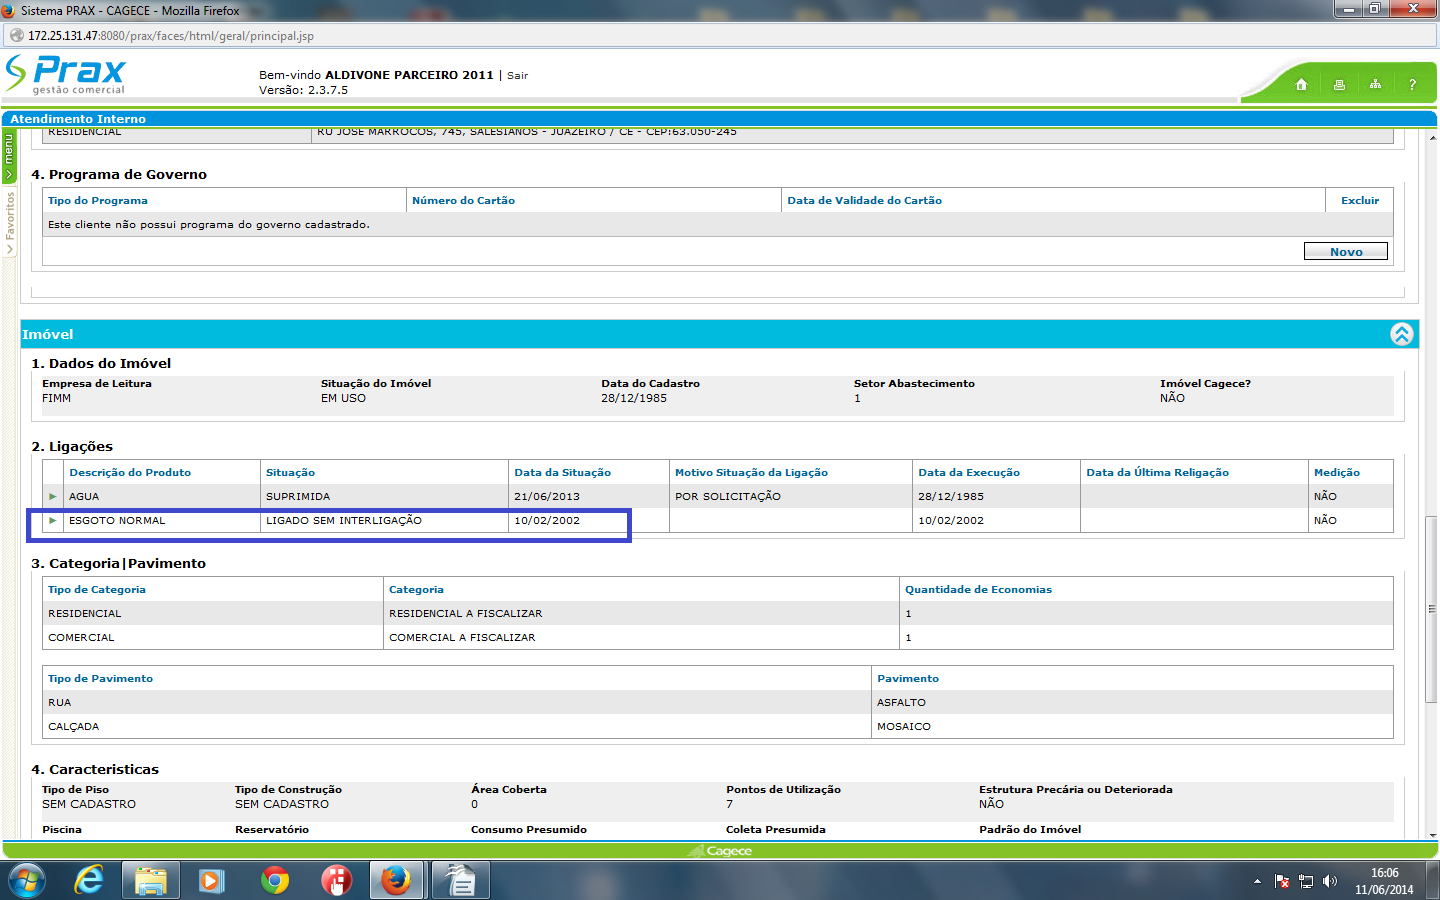 Sistema PRAX - CAGECE - Mozilla Firefox
172.25.131.47:8080/prax/faces/html/geral/principal.jsp
Prax
gestão comercial
Bem-vindo ALDIVONE PARCEIRO 2011 | Sair
Versão: 2.3.7.5
?
Atendimento Interno
menu
Favoritos
RESIDENCIAL RU JOSE MARROCOS, 745, SALESIANOS - JUAZEIRO / CE - CEP:63.050-245
4. Programa de Governo
Tipo do Programa Número do Cartão Data de Validade do Cartão Excluir
Este cliente não possui programa do governo cadastrado.
Novo
Imóvel
1. Dados do Imóvel
Empresa de Leitura Situação do Imóvel Data do Cadastro Setor Abastecimento Imóvel Cagece?
FIMM EM USO 28/12/1985 1 NÃO
2. Ligações
Descrição do Produto Situação Data da Situação Motivo Situação da Ligação Data da Execução Data da Última Religação Medição
AGUA SUPRIMIDA 21/06/2013 POR SOLICITAÇÃO 28/12/1985 NÃO
ESGOTO NORMAL LIGADO SEM INTERLIGAÇÃO 10/02/2002 10/02/2002 NÃO
3. Categoria|Pavimento
Tipo de Categoria Categoria Quantidade de Economias
RESIDENCIAL RESIDENCIAL A FISCALIZAR 1
COMERCIAL COMERCIAL A FISCALIZAR 1
Tipo de Pavimento Pavimento
RUA ASFALTO
CALÇADA MOSAICO
4. Caracteristicas
Tipo de Piso Tipo de Construção Área Coberta Pontos de Utilização Estrutura Precária ou Deteriorada
SEM CADASTRO SEM CADASTRO 0 7 NÃO
Piscina Reservatório Consumo Presumido Coleta Presumida Padrão do Imóvel
Cagece
16:06
11/06/2014